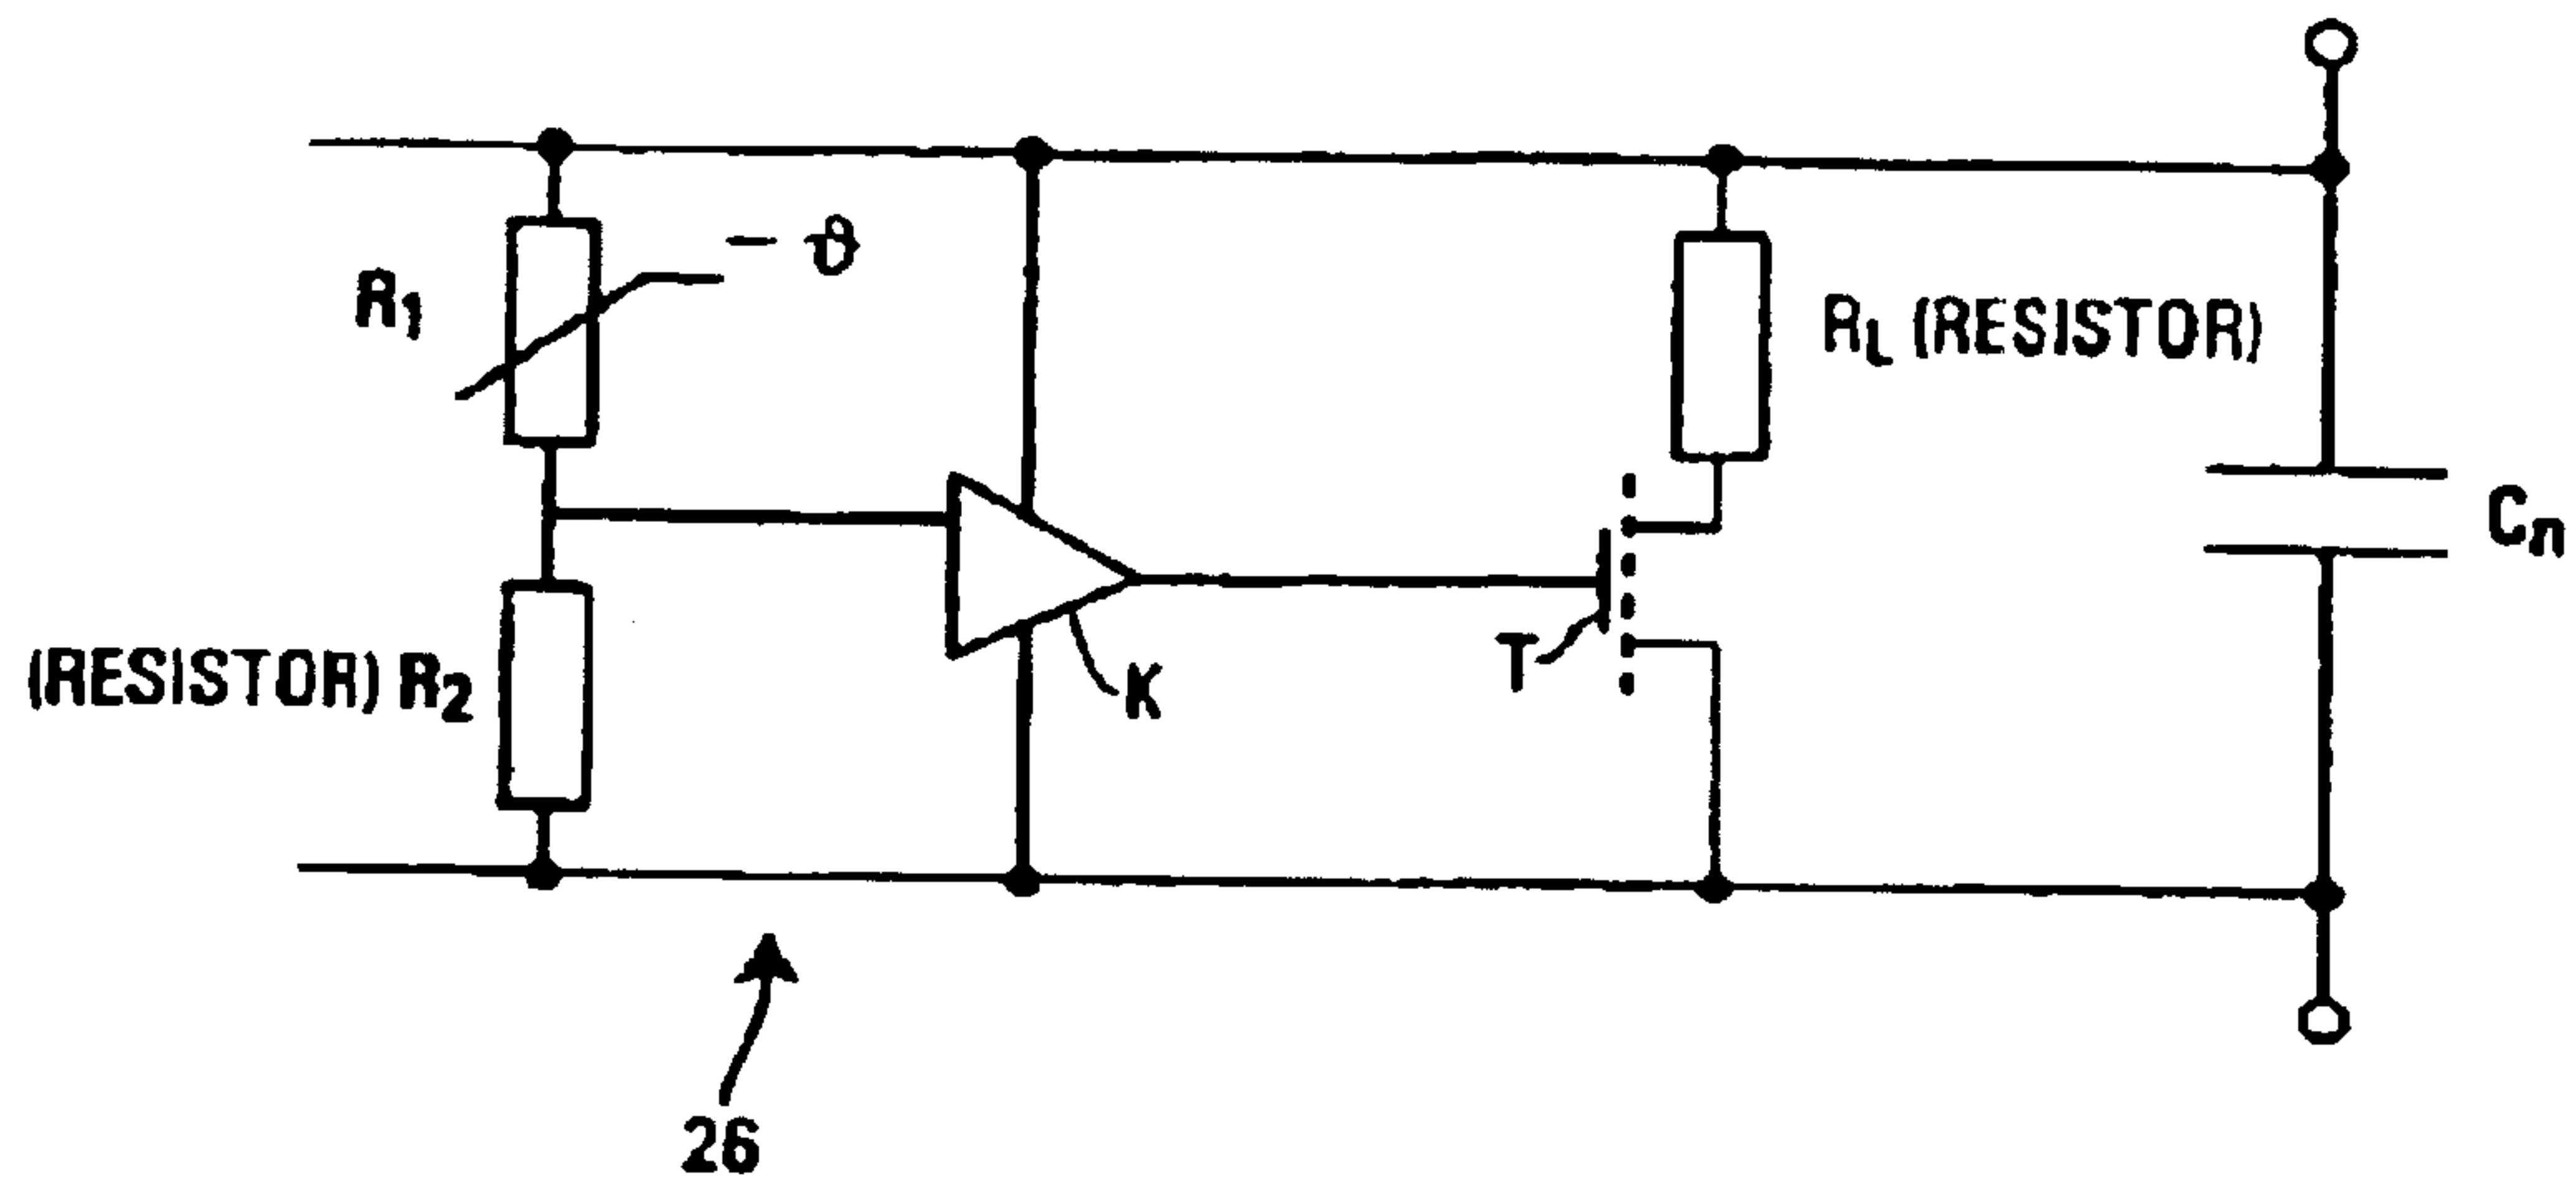 R1
- ϑ
RL (RESISTOR)
Cn
(RESISTOR) R2
K
T
26